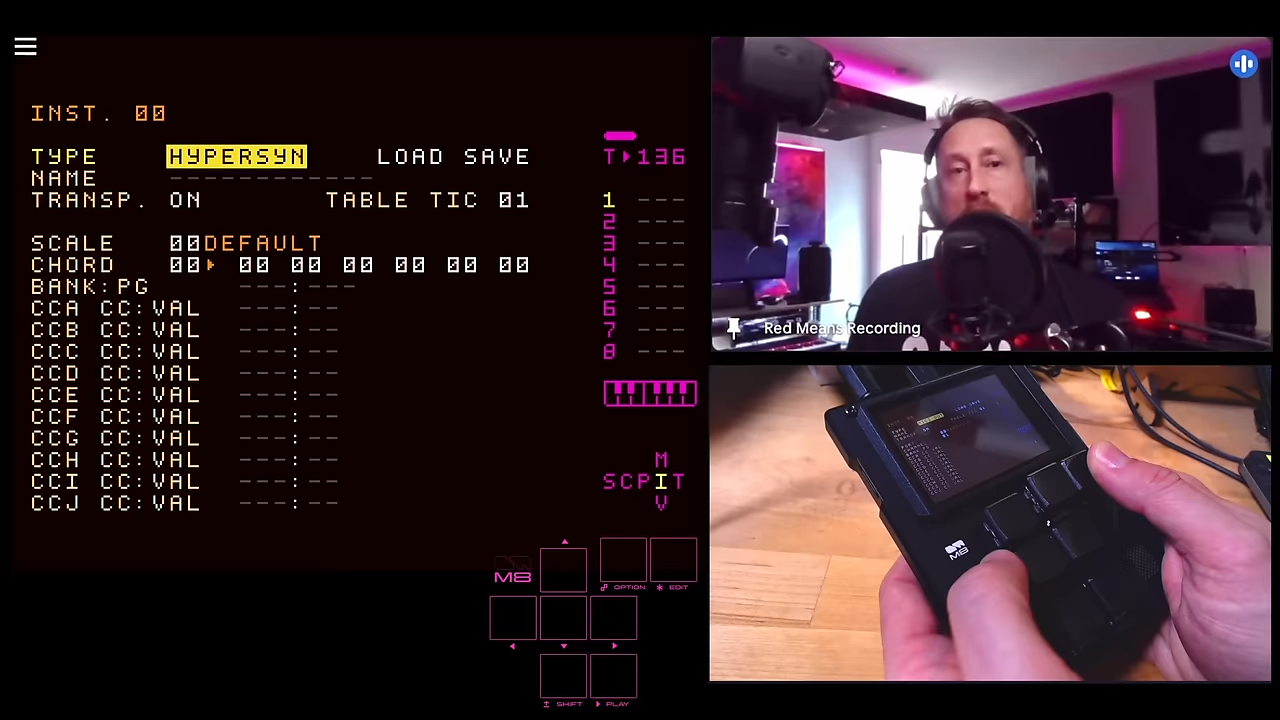 INST. 00
TYPE HYPERSYN LOAD SAVE
NAME ------------
TRANSP. ON TABLE TIC 01
SCALE 00DEFAULT
CHORD 00 00 00 00 00 00 00
BANK:PG ---:---
CCA CC:VAL ---:--
CCB CC:VAL ---:--
CCC CC:VAL ---:--
CCD CC:VAL ---:--
CCE CC:VAL ---:--
CCF CC:VAL ---:--
CCG CC:VAL ---:--
CCH CC:VAL ---:--
CCI CC:VAL ---:--
CCJ CC:VAL ---:--
T▸136
1 ---
2 ---
3 ---
4 ---
5 ---
6 ---
7 ---
8 ---
M
SCPIT
V
M8
OPTION
EDIT
SHIFT
PLAY
Red Means Recording
M8